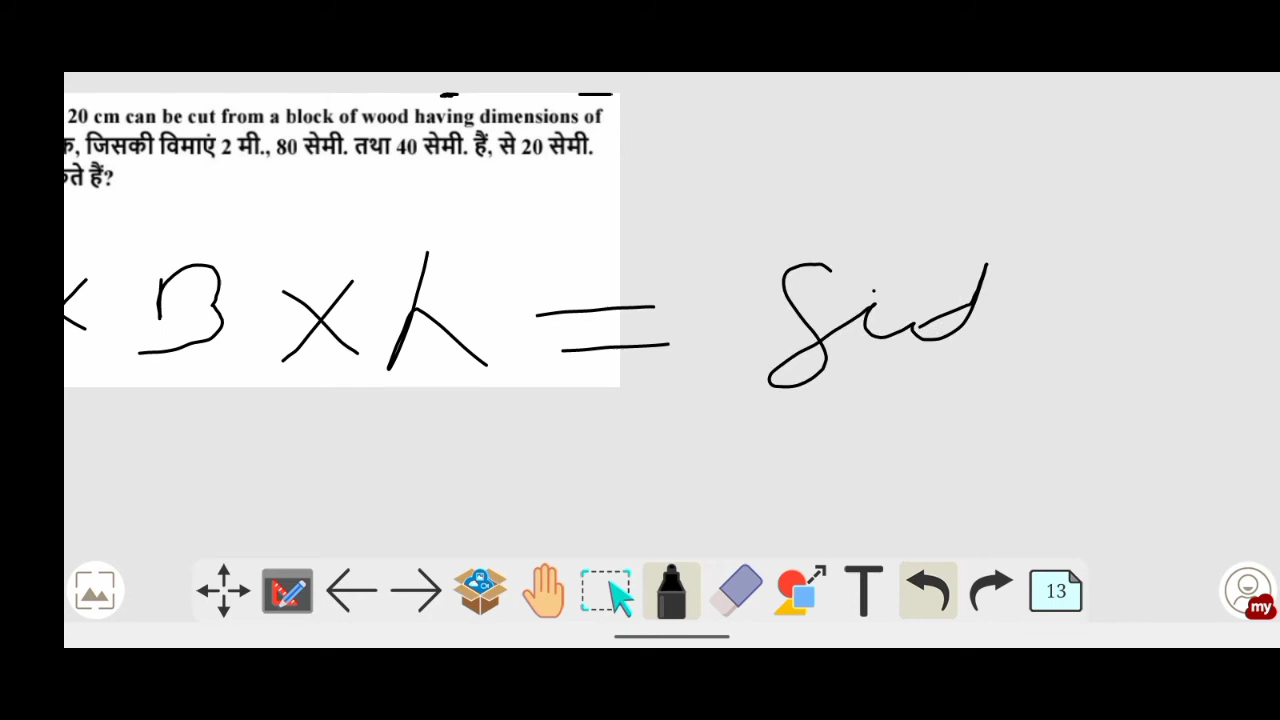 20 cm can be cut from a block of wood having dimensions of
क, जिसकी विमाएं 2 मी., 80 सेमी. तथा 40 सेमी. हैं, से 20 सेमी.
कते हैं?
× B × h = Sid
T 13
my